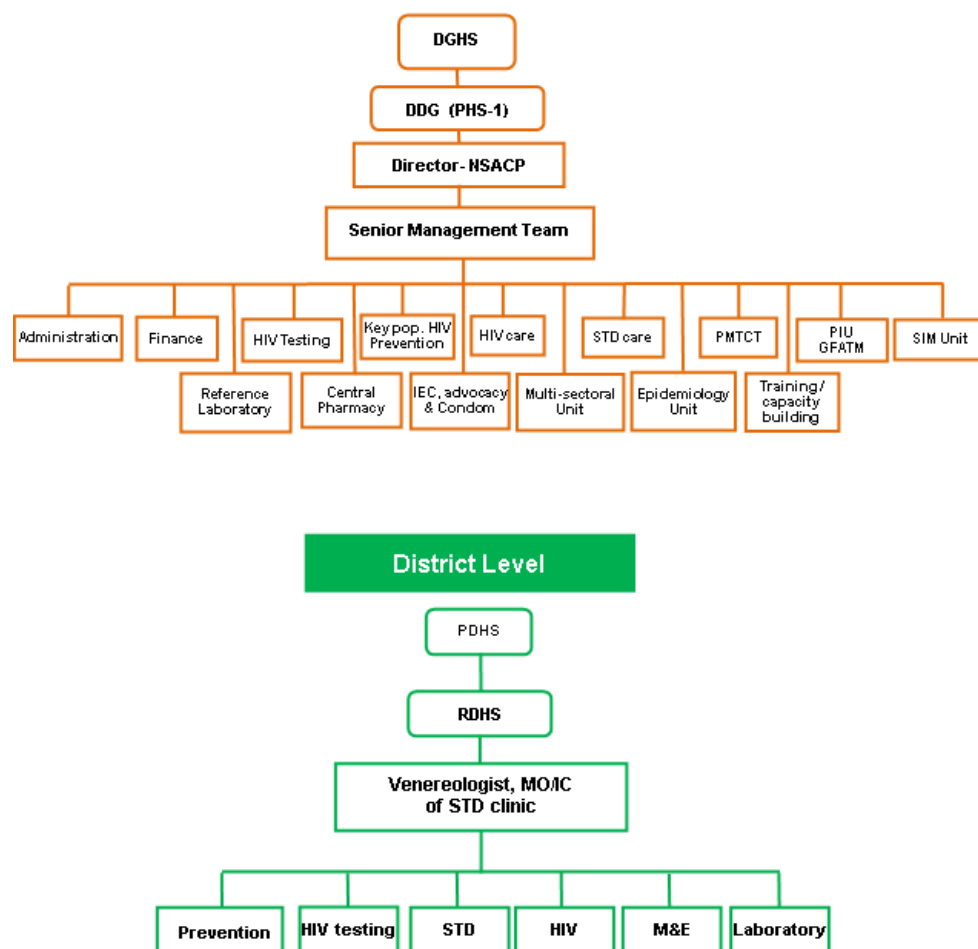 DGHS
DDG (PHS-1)
Director- NSACP
Senior Management Team
Administration
Finance
HIV Testing
Key pop. HIV
Prevention
HIV care
STD care
PMTCT
PIU
GFATM
SIM Unit
Reference
Laboratory
Central
Pharmacy
IEC, advocacy
& Condom
Multi-sectoral
Unit
Epidemiology
Unit
Training /
capacity
building
District Level
PDHS
RDHS
Venereologist, MO/IC
of STD clinic
Prevention
HIV testing
STD
HIV
M&E
Laboratory